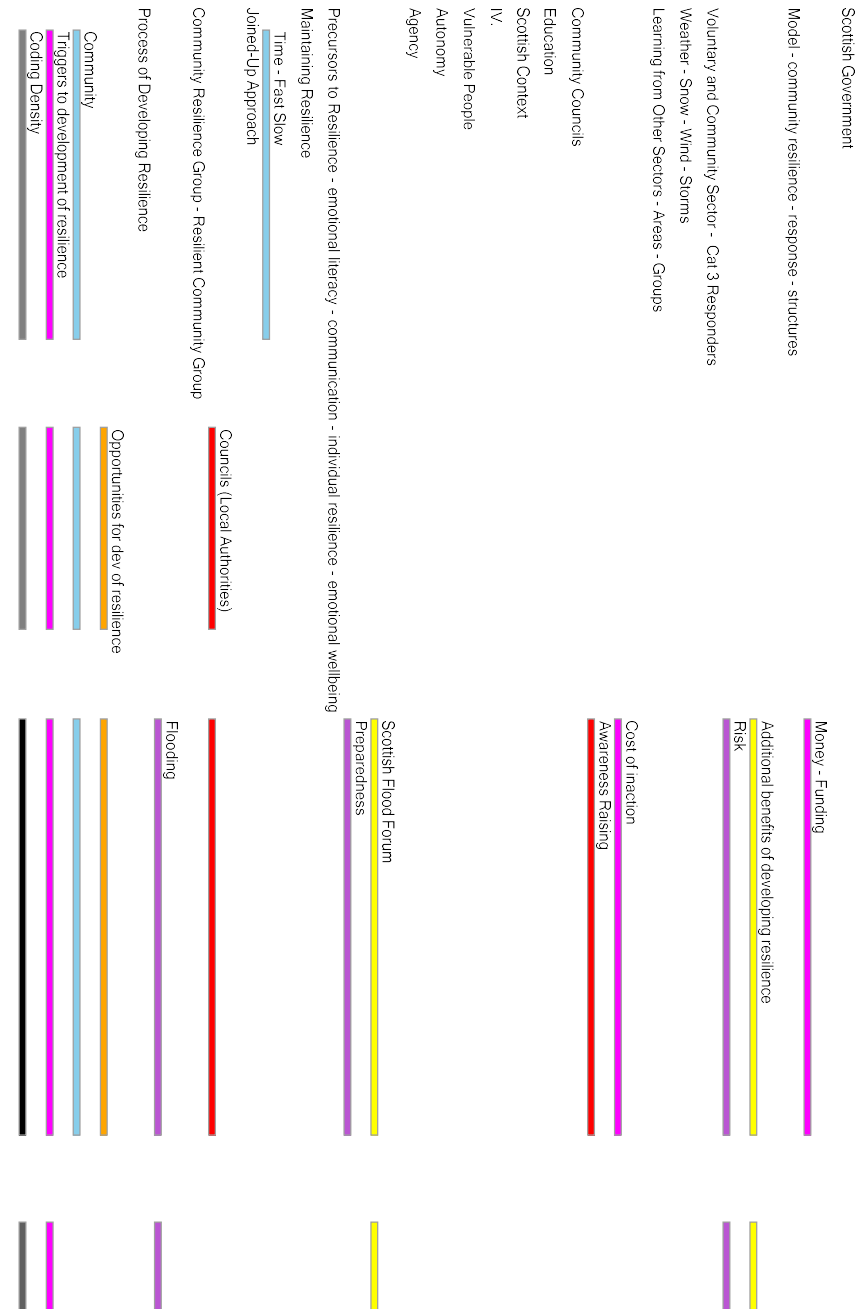 Scottish Government
Money - Funding
Model - community resilience - response - structures
Additional benefits of developing resilience
Risk
Voluntary and Community Sector - Cat 3 Responders
Weather - Snow - Wind - Storms
Learning from Other Sectors - Areas - Groups
Cost of inaction
Awareness Raising
Community Councils
Education
Scottish Context
IV.
Vulnerable People
Autonomy
Agency
Scottish Flood Forum
Preparedness
Precursors to Resilience - emotional literacy - communication - individual resilience - emotional wellbeing
Maintaining Resilience
Time - Fast Slow
Joined-Up Approach
Councils (Local Authorities)
Community Resilience Group - Resilient Community Group
Flooding
Process of Developing Resilience
Opportunities for dev of resilience
Community
Triggers to development of resilience
Coding Density